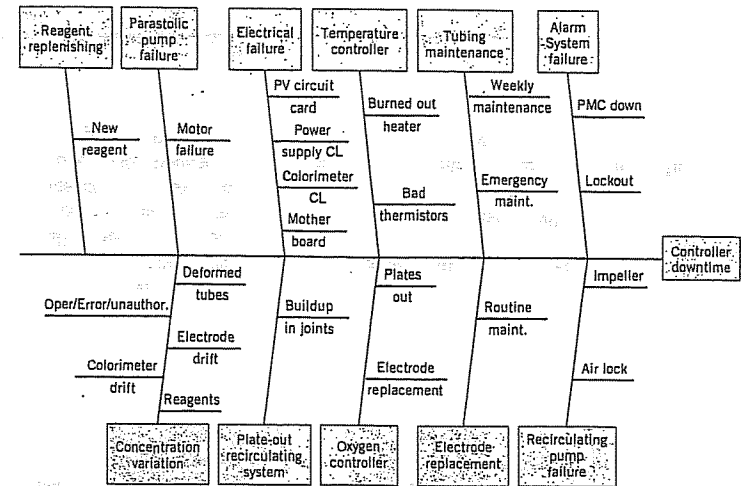 Reagent
replenishing
Parastolic
pump
failure
Electrical
failure
Temperature
controller
Tubing
maintenance
Alarm
System
failure
New
reagent
Motor
failure
PV circuit
card
Power
supply CL
Colorimeter
CL
Mother
board
Burned out
heater
Bad
thermistors
Weekly
maintenance
Emergency
maint.
PMC down
Lockout
Controller
downtime
Oper/Error/unauthor.
Colorimeter
drift
Deformed
tubes
Electrode
drift
Reagents
Buildup
in joints
Plates
out
Electrode
replacement
Routine
maint.
Impeller
Air lock
Concentration
variation
Plate-out
recirculating
system
Oxygen
controller
Electrode
replacement
Recirculating
pump
failure